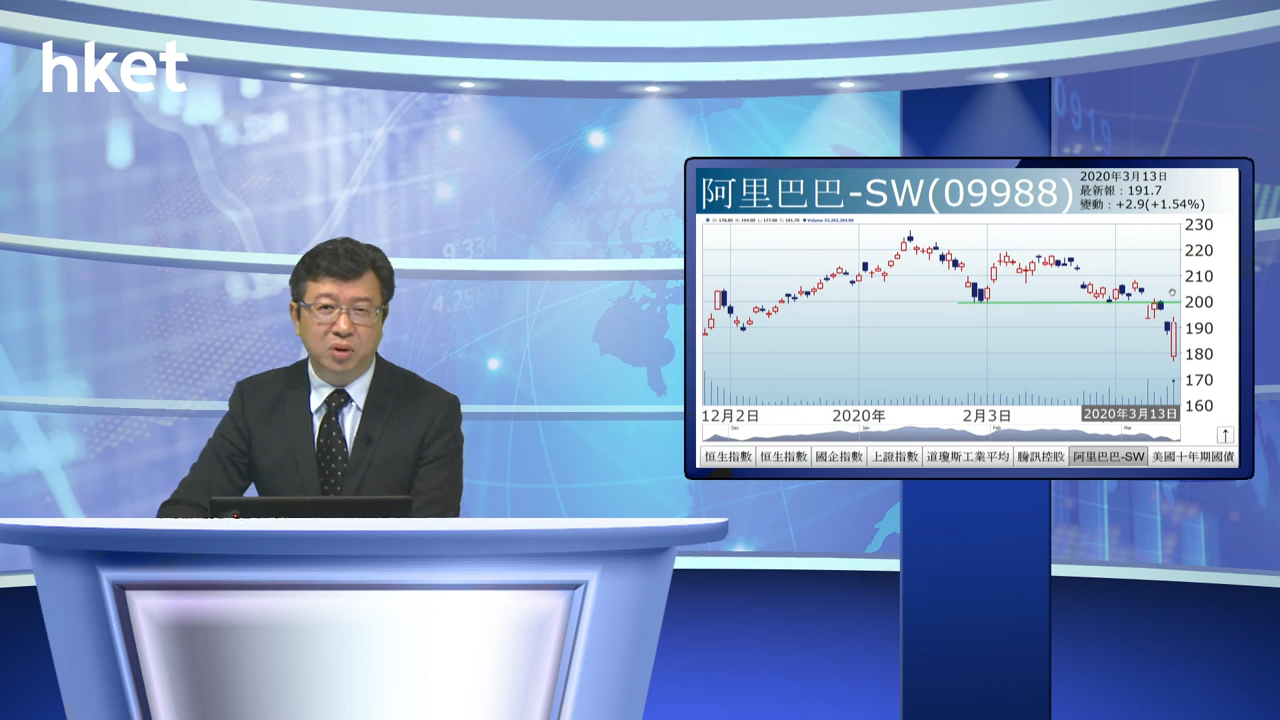 hket
阿里巴巴-SW(09988)
2020年3月13日
最新報：191.7
變動：+2.9(+1.54%)
230
220
210
200
190
180
170
160
12月2日
2020年
2月3日
2020年3月13日
Dec
Jan
Feb
Mar
恒生指數
恒生指數
國企指數
上證指數
道瓊斯工業平均
騰訊控股
阿里巴巴-SW
美國十年期國債